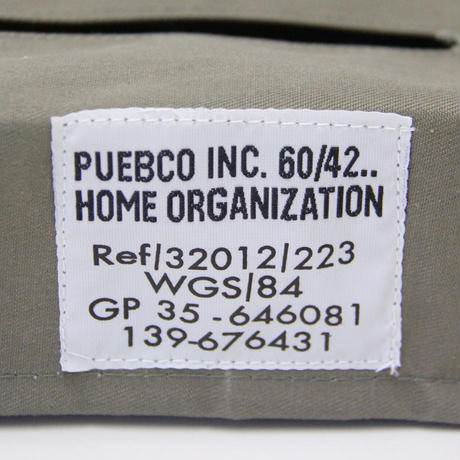 PUEBCO INC. 60/42..
HOME ORGANIZATION
Ref/32012/223
WGS/84
GP 35-646081
139-676431